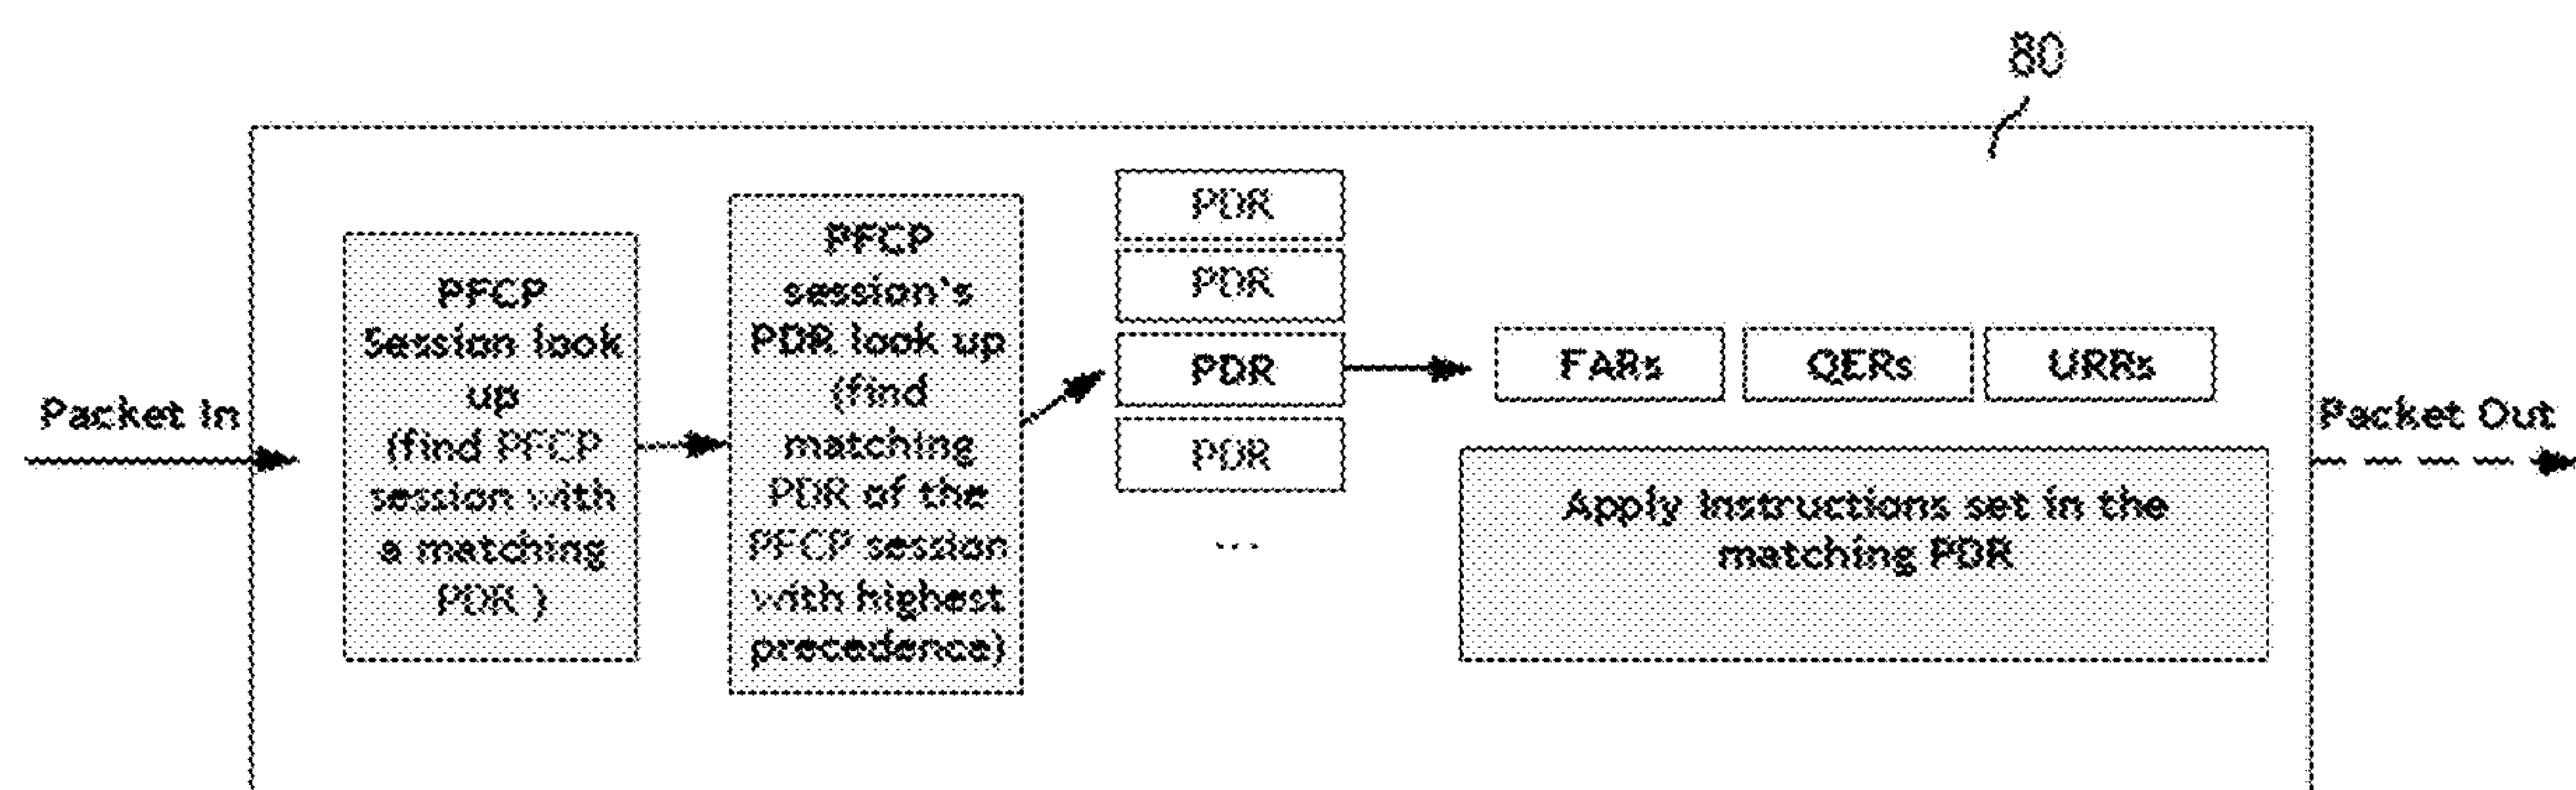 80
Packet In
PFCP
Session look
up
(find PFCP
session with
a matching
PDR )
PFCP
session's
PDR look up
(find
matching
PDR of the
PFCP session
with highest
precedence)
PDR
PDR
PDR
PDR
...
FARs
QERs
URRs
Apply Instructions set in the
matching PDR
Packet Out